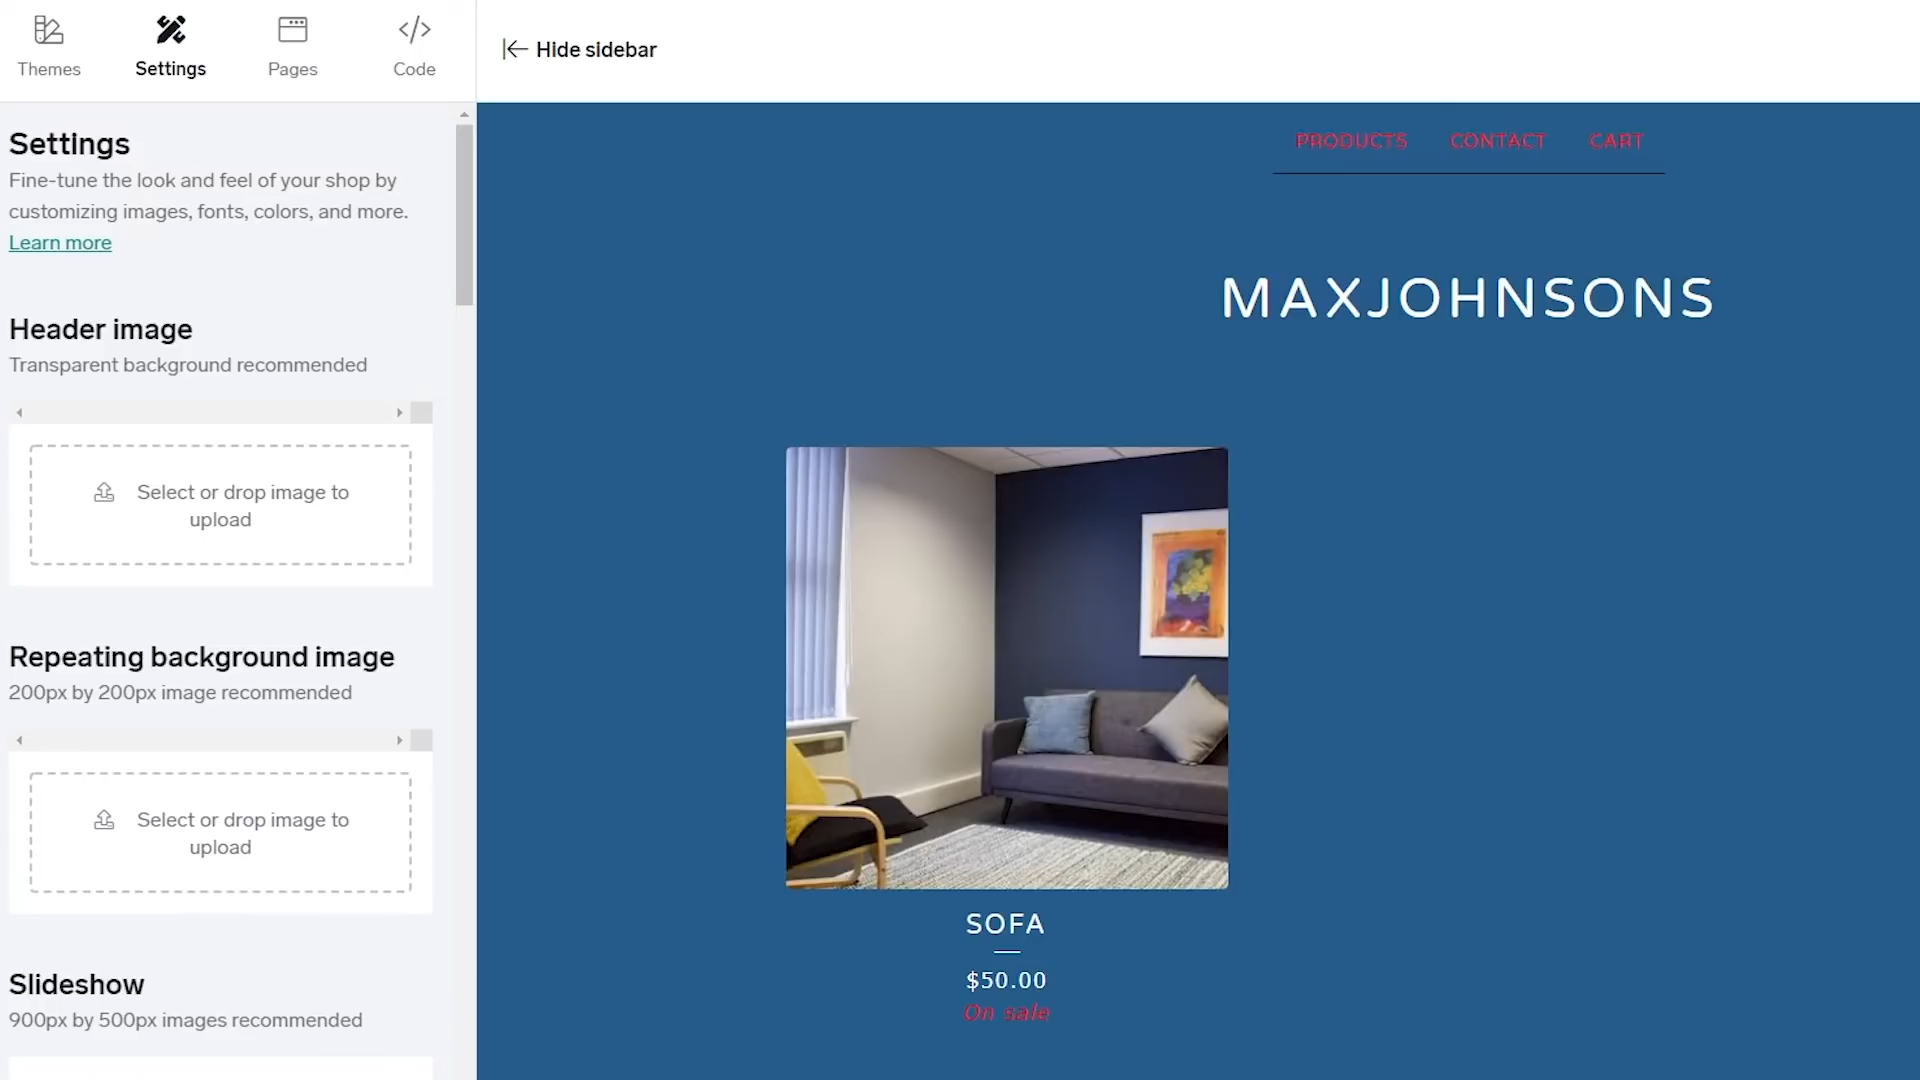 Themes
Settings
Pages
Code
Hide sidebar
Settings
Fine-tune the look and feel of your shop by
customizing images, fonts, colors, and more.
Learn more
Header image
Transparent background recommended
Select or drop image to
upload
Repeating background image
200px by 200px image recommended
Select or drop image to
upload
Slideshow
900px by 500px images recommended
PRODUCTS CONTACT CART
MAXJOHNSONS
SOFA
$50.00
On sale